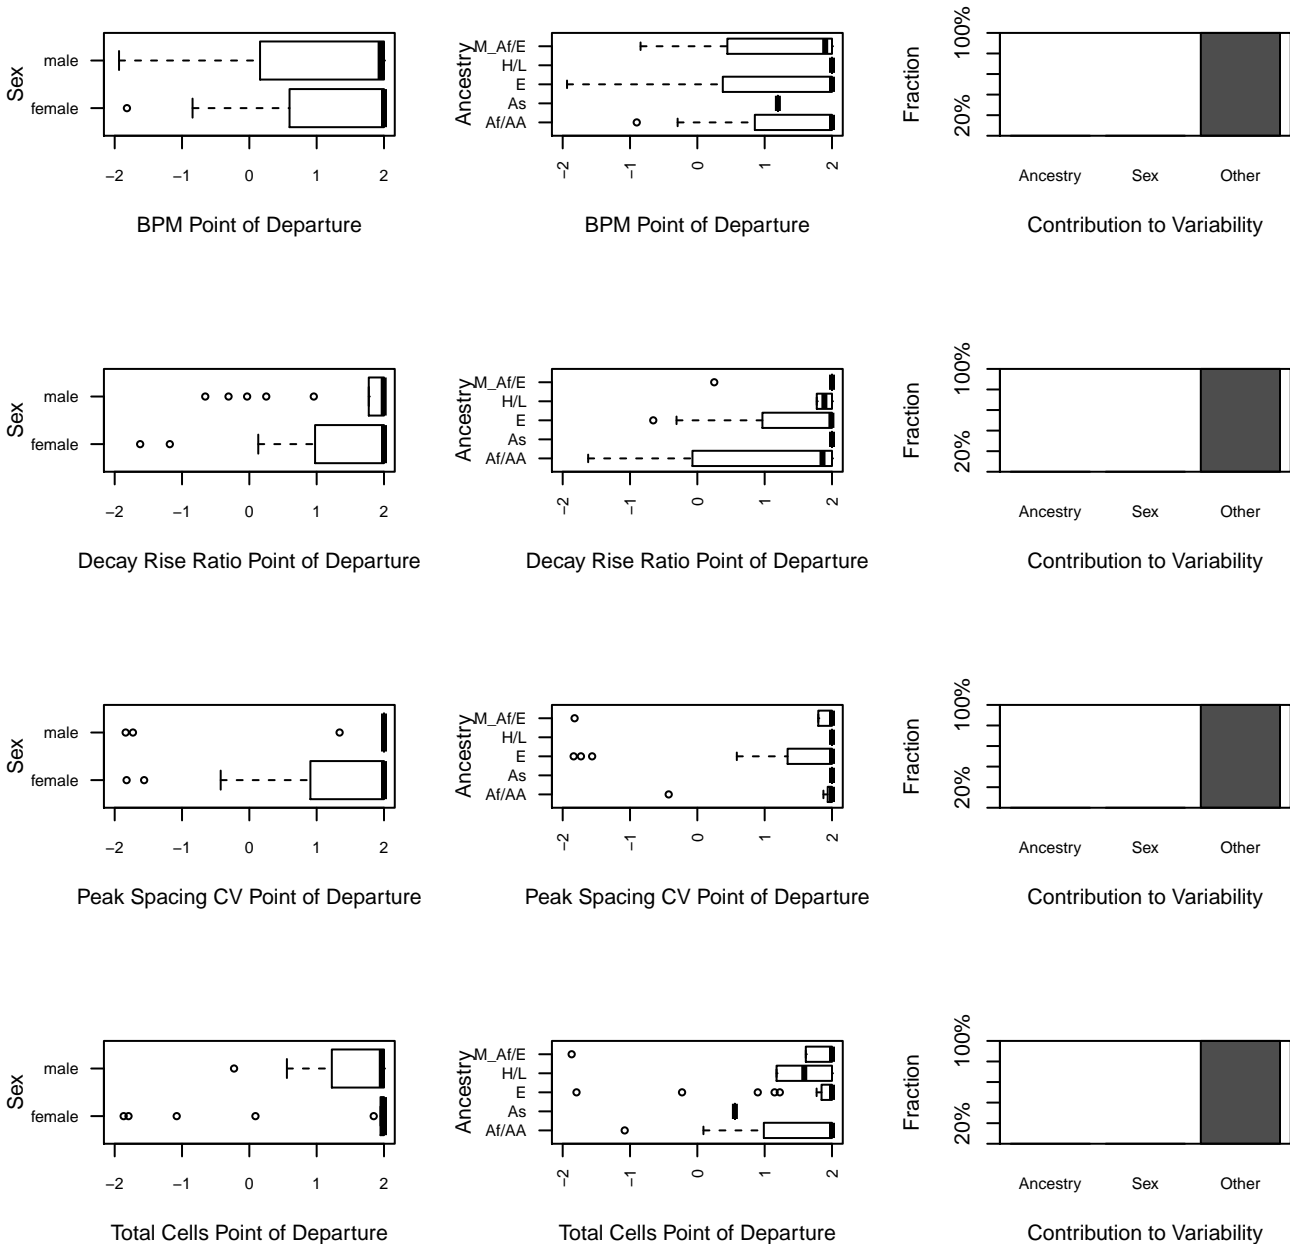 Sex
male
female
−2 −1 0 1 2
BPM Point of Departure
Ancestry
M_Af/E
H/L
E
As
Af/AA
−2 −1 0 1 2
BPM Point of Departure
Fraction
100%
20%
Ancestry Sex Other
Contribution to Variability
Sex
male
female
−2 −1 0 1 2
Decay Rise Ratio Point of Departure
Ancestry
M_Af/E
H/L
E
As
Af/AA
−2 −1 0 1 2
Decay Rise Ratio Point of Departure
Fraction
100%
20%
Ancestry Sex Other
Contribution to Variability
Sex
male
female
−2 −1 0 1 2
Peak Spacing CV Point of Departure
Ancestry
M_Af/E
H/L
E
As
Af/AA
−2 −1 0 1 2
Peak Spacing CV Point of Departure
Fraction
100%
20%
Ancestry Sex Other
Contribution to Variability
Sex
male
female
−2 −1 0 1 2
Total Cells Point of Departure
Ancestry
M_Af/E
H/L
E
As
Af/AA
−2 −1 0 1 2
Total Cells Point of Departure
Fraction
100%
20%
Ancestry Sex Other
Contribution to Variability